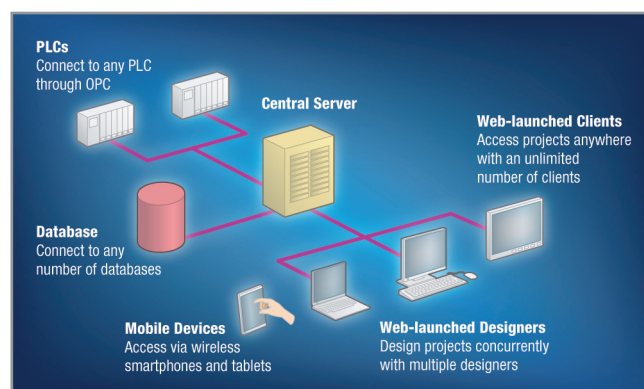 PLCs
Connect to any PLC
through OPC
Central Server
Web-launched Clients
Access projects anywhere
with an unlimited
number of clients
Database
Connect to any
number of databases
Mobile Devices
Access via wireless
smartphones and tablets
Web-launched Designers
Design projects concurrently
with multiple designers